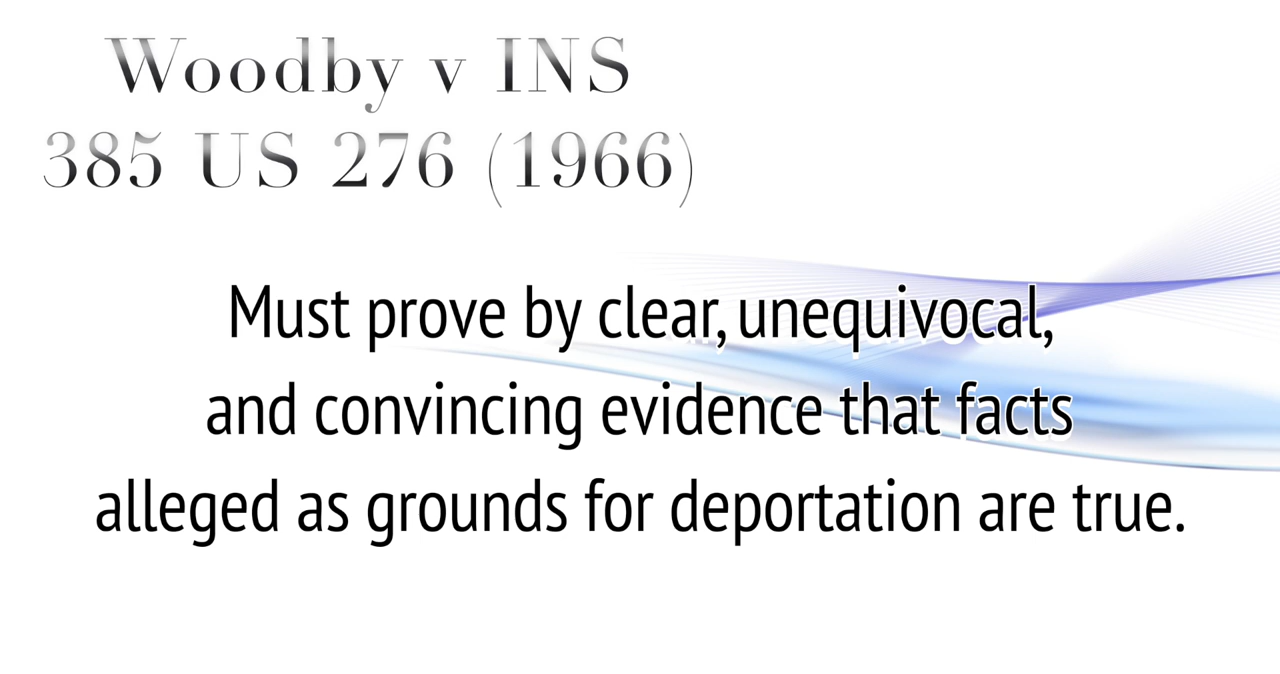 Woodby v INS
385 US 276 (1966)
Must prove by clear, unequivocal,
and convincing evidence that facts
alleged as grounds for deportation are true.